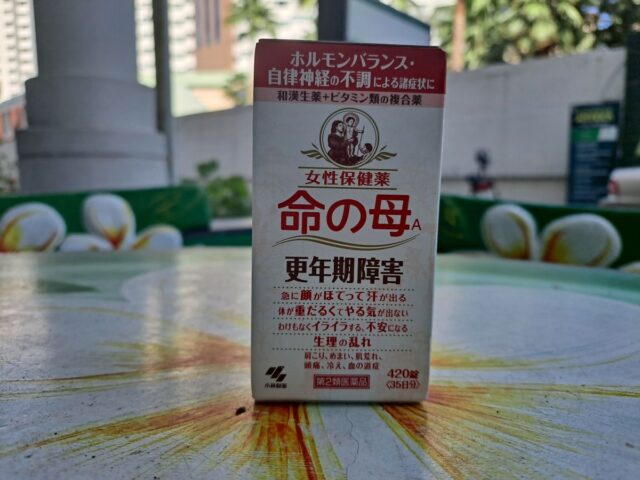 ホルモンバランス・
自律神経の不調による諸症状に
和漢生薬+ビタミン類の複合薬
女性保健薬
命の母A
更年期障害
急に顔がほてって汗が出る
体が重だるくてやる気が出ない
わけもなくイライラする、不安になる
生理の乱れ
肩こり、めまい、肌荒れ、
頭痛、冷え、血の道症
小林製薬
第2類医薬品
420錠
〈35日分〉